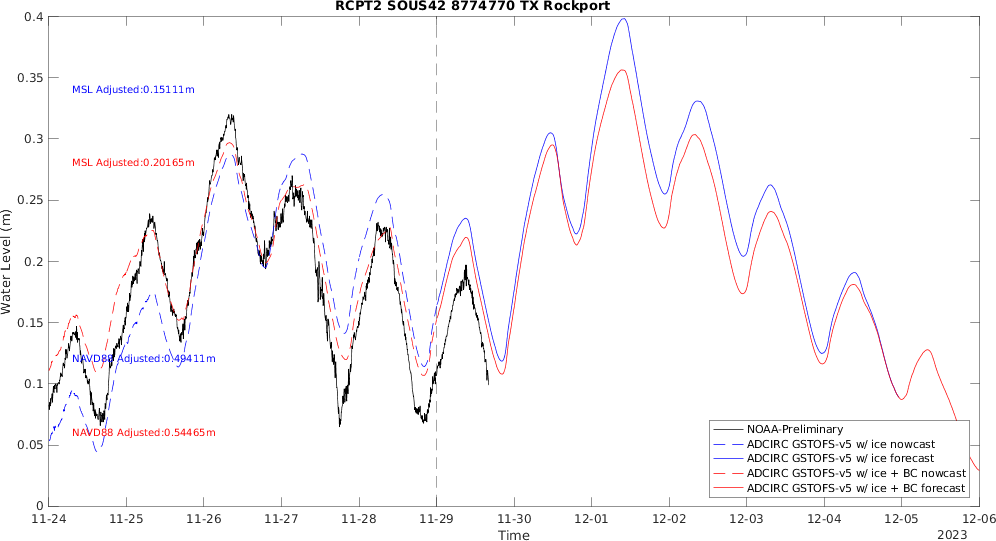 RCPT2 SOUS42 8774770 TX Rockport
0.4
0.35
0.3
0.25
0.2
0.15
0.1
0.05
0
Water Level (m)
MSL Adjusted:0.15111m
MSL Adjusted:0.20165m
NAVD88 Adjusted:0.49411m
NAVD88 Adjusted:0.54465m
NOAA-Preliminary
ADCIRC GSTOFS-v5 w/ ice nowcast
ADCIRC GSTOFS-v5 w/ ice forecast
ADCIRC GSTOFS-v5 w/ ice + BC nowcast
ADCIRC GSTOFS-v5 w/ ice + BC forecast
11-24 11-25 11-26 11-27 11-28 11-29 11-30 12-01 12-02 12-03 12-04 12-05 12-06
Time
2023